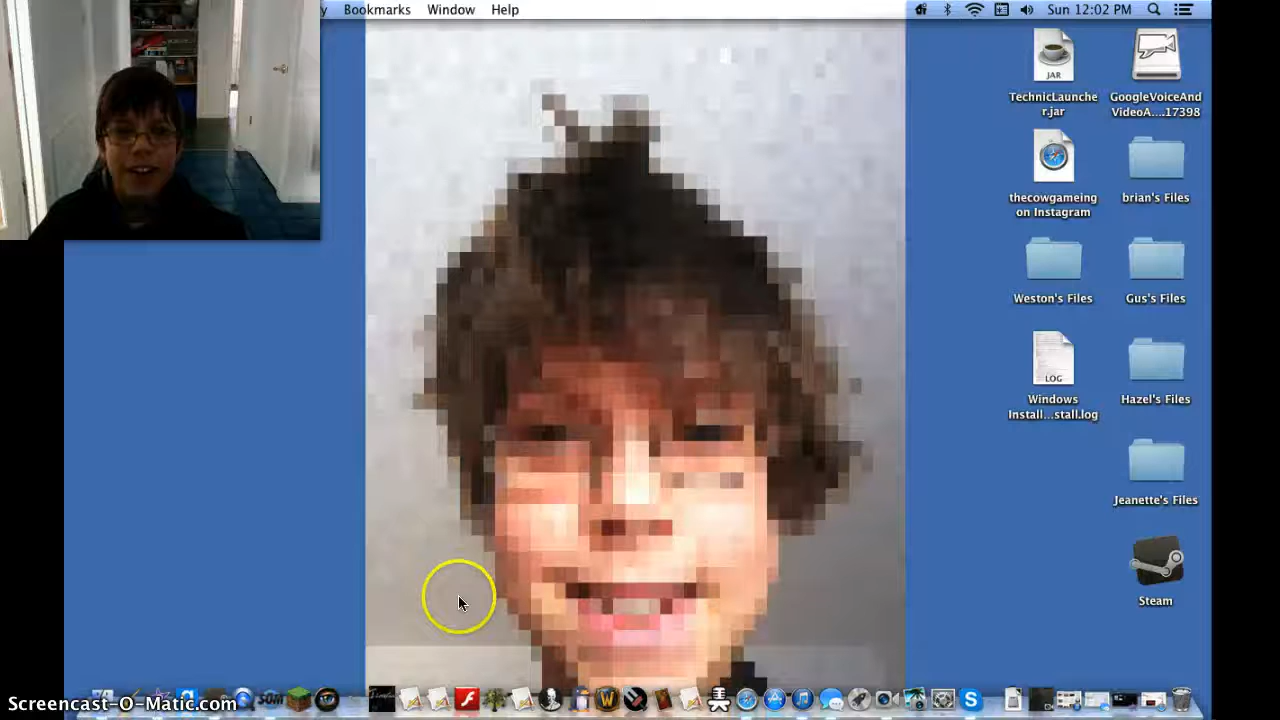 y Bookmarks Window Help Sun 12:02 PM
JAR
TechnicLaunche
r.jar
GoogleVoiceAnd
VideoA....17398
thecowgameing
on Instagram
brian's Files
Weston's Files
Gus's Files
LOG
Windows
Install...stall.log
Hazel's Files
Jeanette's Files
Steam
Screencast-O-Matic.com